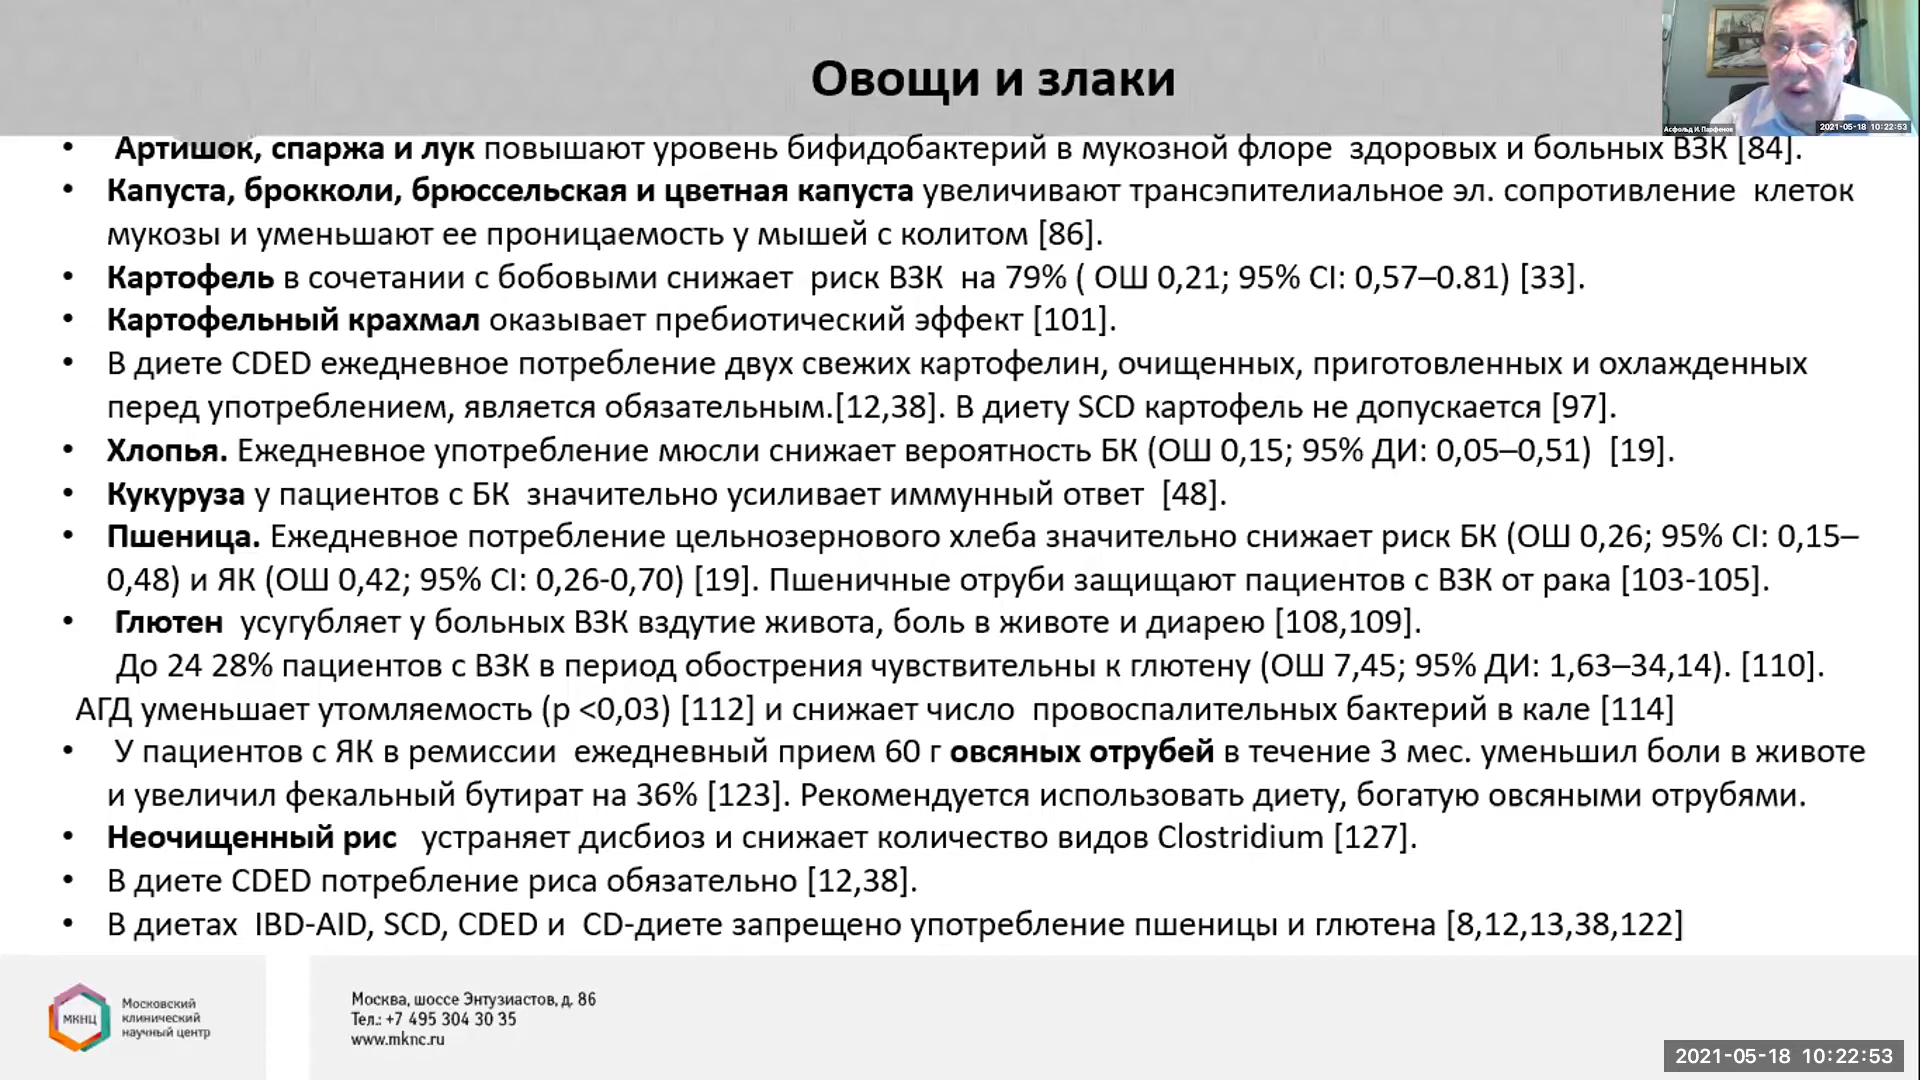 Овощи и злаки
Асфольд И. Парфенов
2021-05-18 10:22:53
• Артишок, спаржа и лук повышают уровень бифидобактерий в мукозной флоре здоровых и больных ВЗК [84].
• Капуста, брокколи, брюссельская и цветная капуста увеличивают трансэпителиальное эл. сопротивление клеток
мукозы и уменьшают ее проницаемость у мышей с колитом [86].
• Картофель в сочетании с бобовыми снижает риск ВЗК на 79% ( ОШ 0,21; 95% CI: 0,57–0.81) [33].
• Картофельный крахмал оказывает пребиотический эффект [101].
• В диете CDED ежедневное потребление двух свежих картофелин, очищенных, приготовленных и охлажденных
перед употреблением, является обязательным.[12,38]. В диету SCD картофель не допускается [97].
• Хлопья. Ежедневное употребление мюсли снижает вероятность БК (ОШ 0,15; 95% ДИ: 0,05–0,51) [19].
• Кукуруза у пациентов с БК значительно усиливает иммунный ответ [48].
• Пшеница. Ежедневное потребление цельнозернового хлеба значительно снижает риск БК (ОШ 0,26; 95% CI: 0,15–
0,48) и ЯК (ОШ 0,42; 95% CI: 0,26-0,70) [19]. Пшеничные отруби защищают пациентов с ВЗК от рака [103-105].
• Глютен усугубляет у больных ВЗК вздутие живота, боль в животе и диарею [108,109].
До 24 28% пациентов с ВЗК в период обострения чувствительны к глютену (ОШ 7,45; 95% ДИ: 1,63–34,14). [110].
АГД уменьшает утомляемость (p <0,03) [112] и снижает число провоспалительных бактерий в кале [114]
• У пациентов с ЯК в ремиссии ежедневный прием 60 г овсяных отрубей в течение 3 мес. уменьшил боли в животе
и увеличил фекальный бутират на 36% [123]. Рекомендуется использовать диету, богатую овсяными отрубями.
• Неочищенный рис устраняет дисбиоз и снижает количество видов Clostridium [127].
• В диете CDED потребление риса обязательно [12,38].
• В диетах IBD-AID, SCD, CDED и CD-диете запрещено употребление пшеницы и глютена [8,12,13,38,122]
МКНЦ
Московский
клинический
научный центр
Москва, шоссе Энтузиастов, д. 86
Тел.: +7 495 304 30 35
www.mknc.ru
2021-05-18 10:22:53